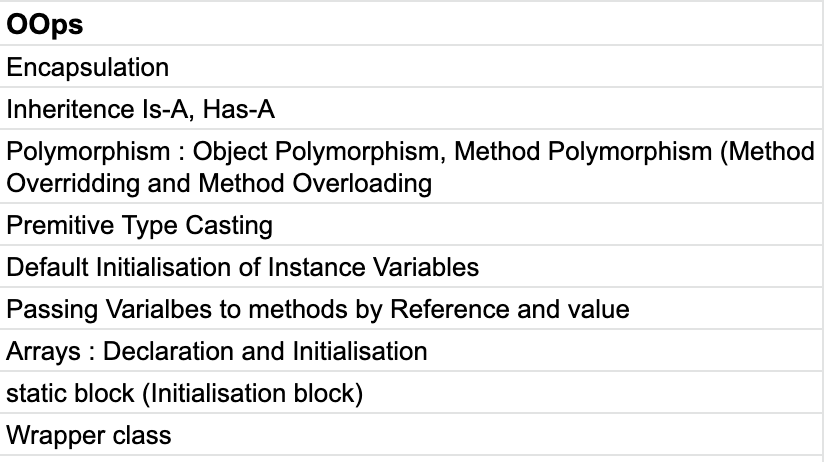 OOps
Encapsulation
Inheritence Is-A, Has-A
Polymorphism : Object Polymorphism, Method Polymorphism (Method
Overridding and Method Overloading
Premitive Type Casting
Default Initialisation of Instance Variables
Passing Varialbes to methods by Reference and value
Arrays : Declaration and Initialisation
static block (Initialisation block)
Wrapper class